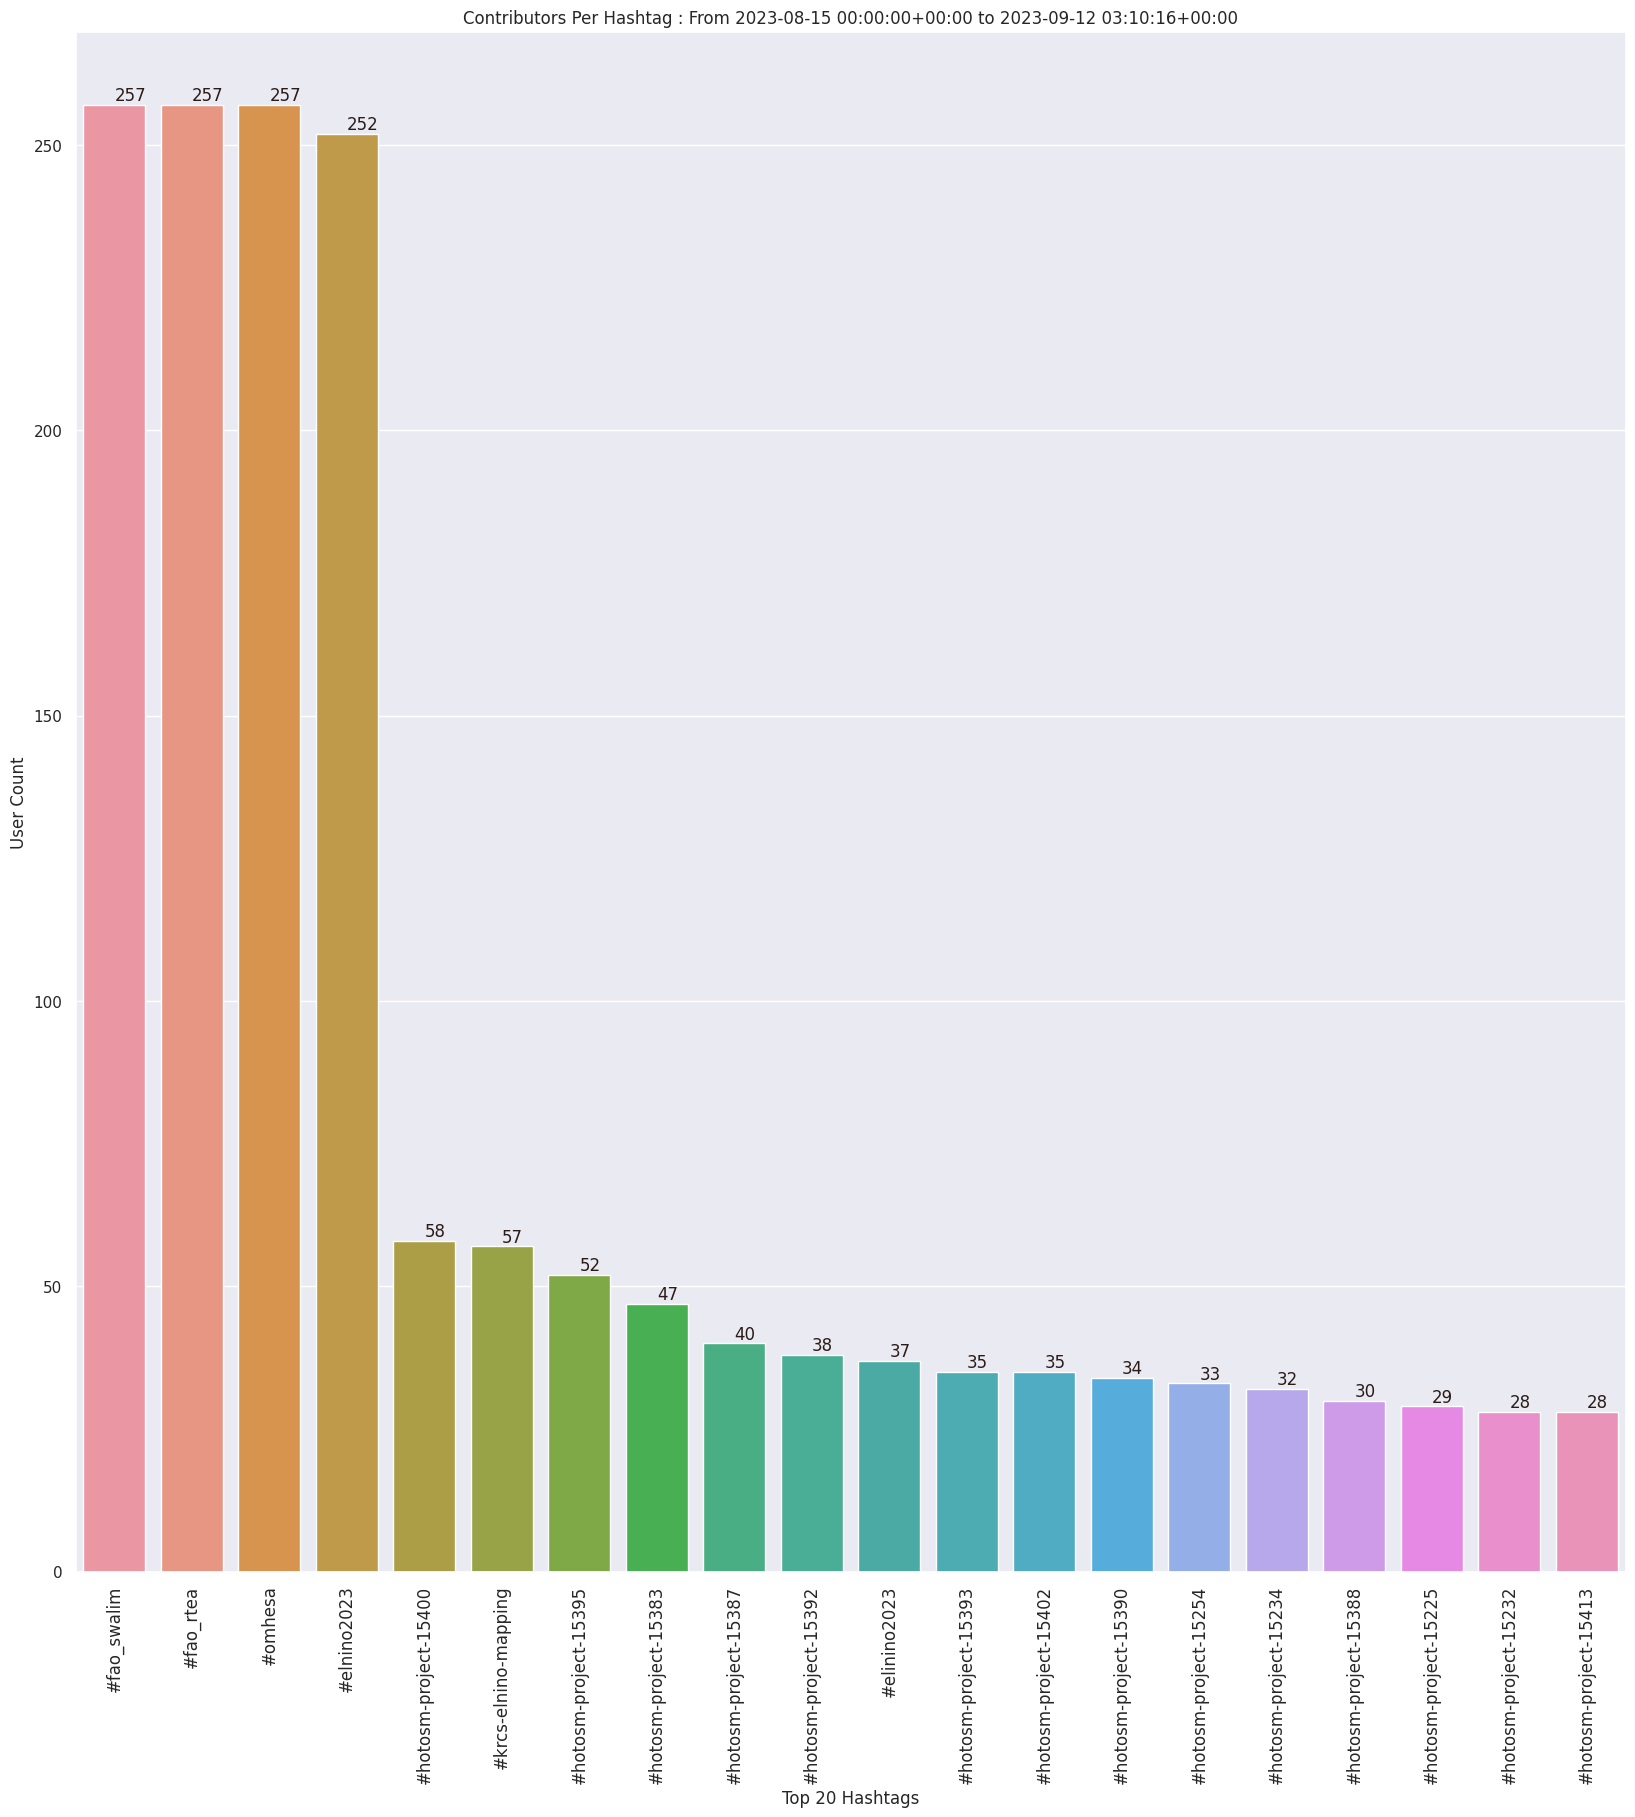 Contributors Per Hashtag : From 2023-08-15 00:00:00+00:00 to 2023-09-12 03:10:16+00:00
257
257
257
252
58
57
52
47
40
38
37
35
35
34
33
32
30
29
28
28
250
200
150
100
50
0
User Count
#fao_swalim
#fao_rtea
#omhesa
#elnino2023
#hotosm-project-15400
#krcs-elnino-mapping
#hotosm-project-15395
#hotosm-project-15383
#hotosm-project-15387
#hotosm-project-15392
#elinino2023
#hotosm-project-15393
#hotosm-project-15402
#hotosm-project-15390
#hotosm-project-15254
#hotosm-project-15234
#hotosm-project-15388
#hotosm-project-15225
#hotosm-project-15232
#hotosm-project-15413
Top 20 Hashtags